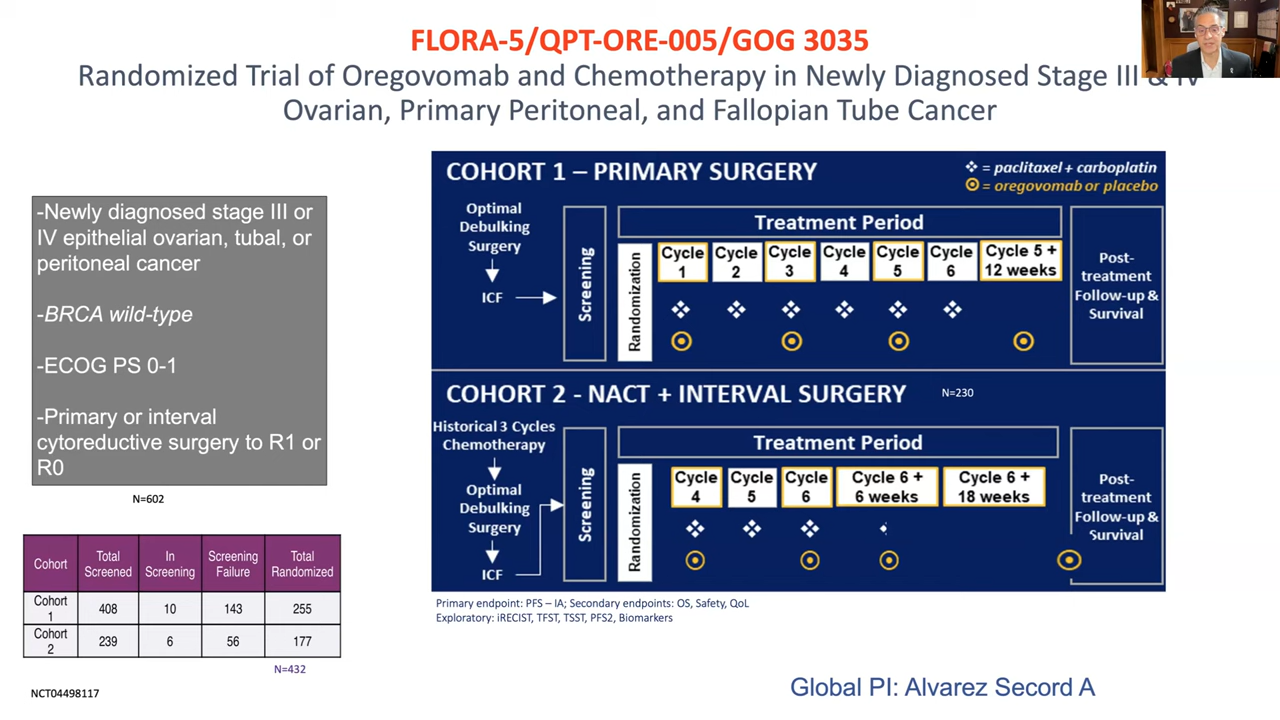 FLORA-5/QPT-ORE-005/GOG 3035
Randomized Trial of Oregovomab and Chemotherapy in Newly Diagnosed Stage III & IV
Ovarian, Primary Peritoneal, and Fallopian Tube Cancer
-Newly diagnosed stage III or
IV epithelial ovarian, tubal, or
peritoneal cancer
-BRCA wild-type
-ECOG PS 0-1
-Primary or interval
cytoreductive surgery to R1 or
R0
N=602
Cohort Total Screened In Screening Screening Failure Total Randomized
Cohort 1 408 10 143 255
Cohort 2 239 6 56 177
N=432
NCT04498117
COHORT 1 – PRIMARY SURGERY
= paclitaxel + carboplatin
= oregovomab or placebo
Optimal
Debulking
Surgery
ICF
Screening
Randomization
Treatment Period
Cycle 1 Cycle 2 Cycle 3 Cycle 4 Cycle 5 Cycle 6 Cycle 5 + 12 weeks
Post-
treatment
Follow-up &
Survival
COHORT 2 - NACT + INTERVAL SURGERY
N=230
Historical 3 Cycles
Chemotherapy
Optimal
Debulking
Surgery
ICF
Screening
Randomization
Treatment Period
Cycle 4 Cycle 5 Cycle 6 Cycle 6 + 6 weeks Cycle 6 + 18 weeks
Post-
treatment
Follow-up &
Survival
Primary endpoint: PFS – IA; Secondary endpoints: OS, Safety, QoL
Exploratory: iRECIST, TFST, TSST, PFS2, Biomarkers
Global PI: Alvarez Secord A